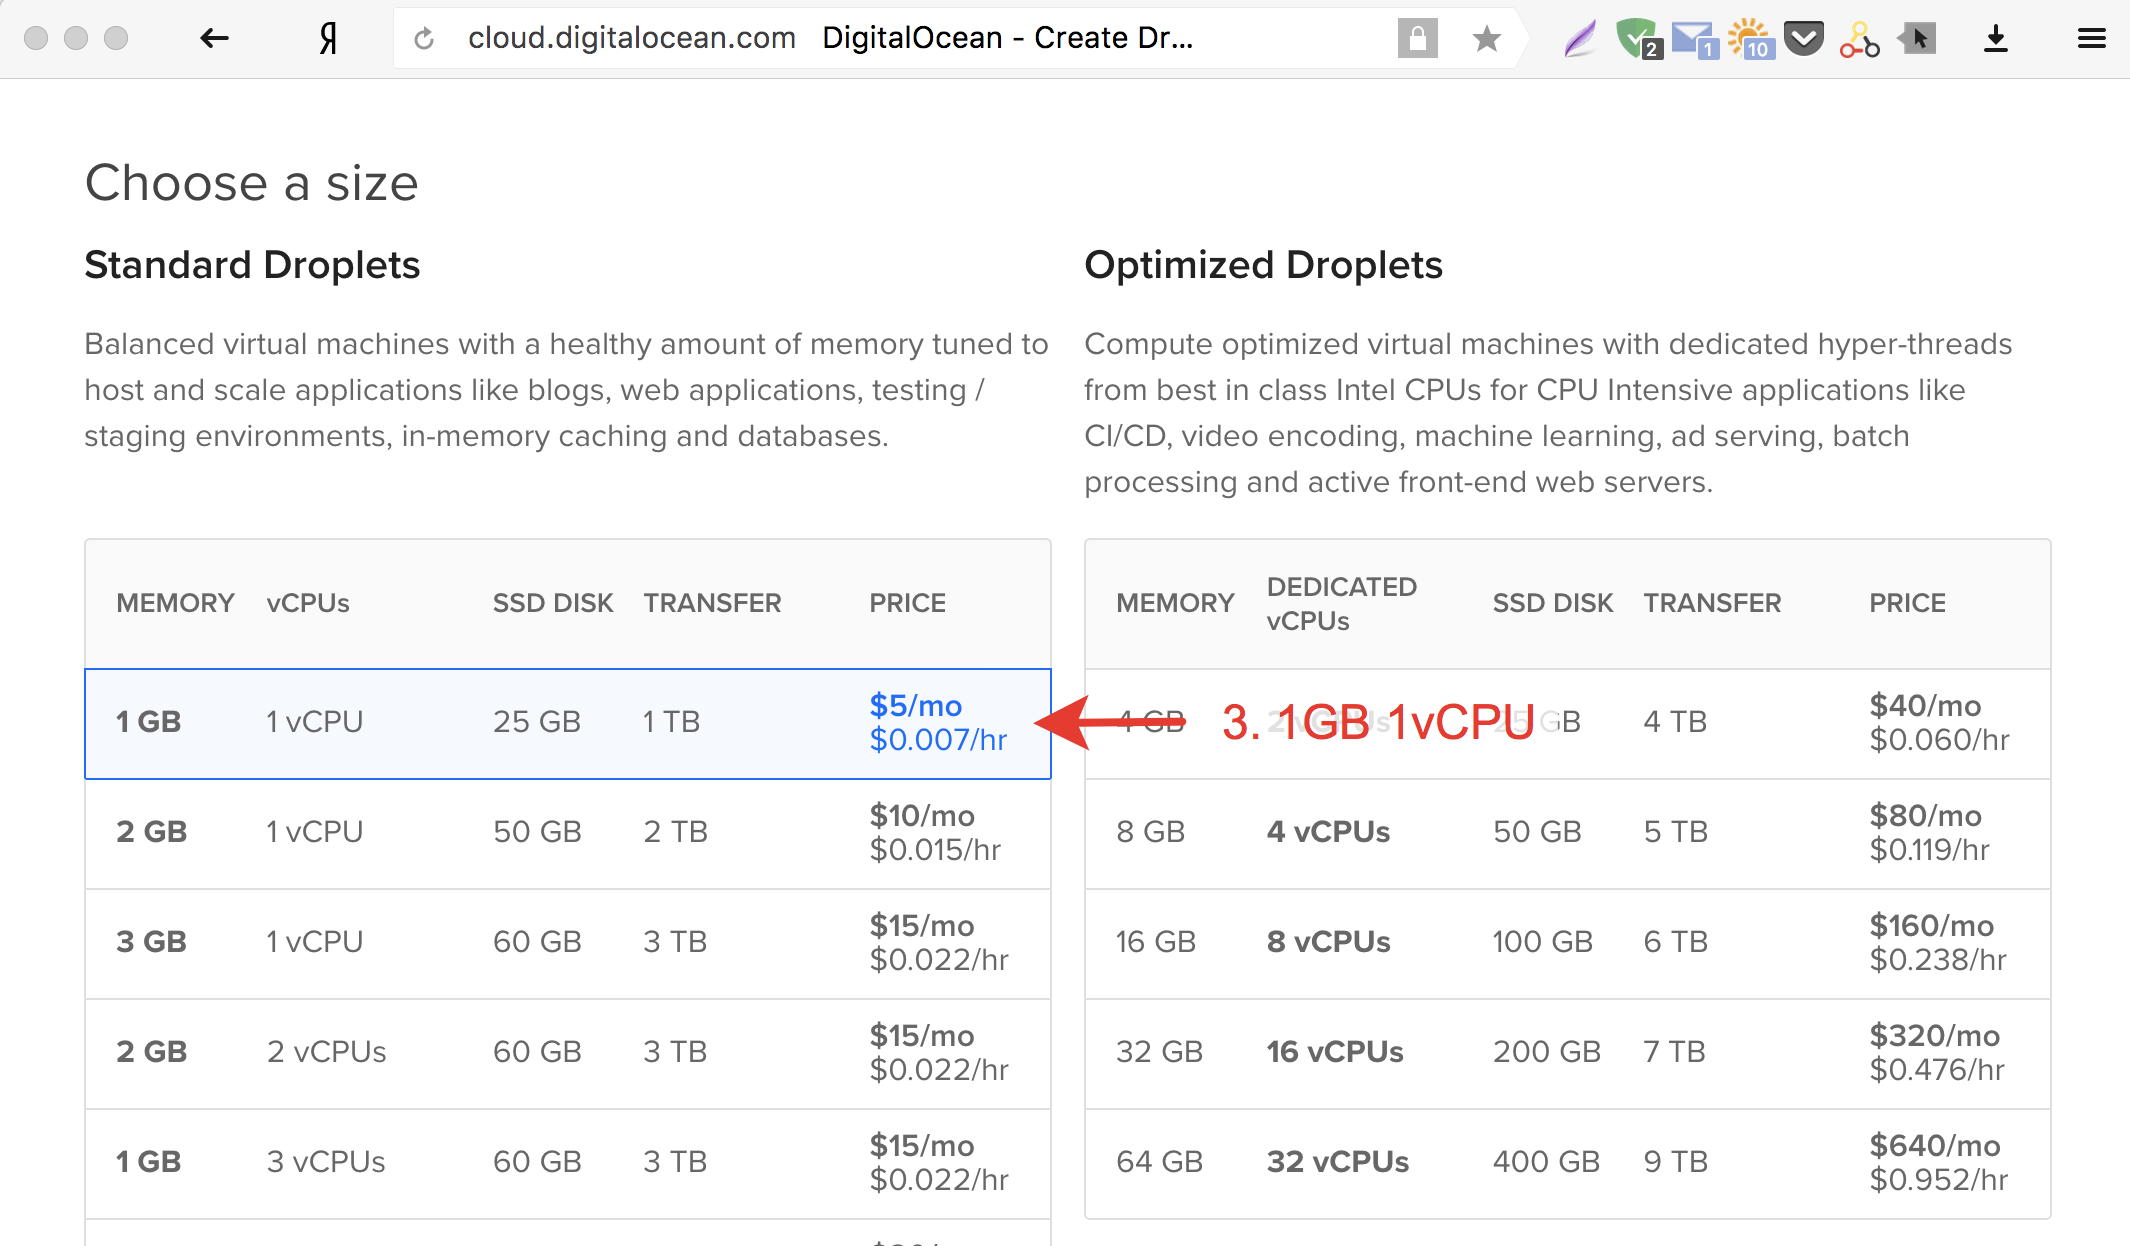 Я
cloud.digitalocean.com DigitalOcean - Create Dr...
2
1
10
Choose a size
Standard Droplets
Balanced virtual machines with a healthy amount of memory tuned to
host and scale applications like blogs, web applications, testing /
staging environments, in-memory caching and databases.
MEMORY vCPUs SSD DISK TRANSFER PRICE
1 GB 1 vCPU 25 GB 1 TB $5/mo
$0.007/hr
2 GB 1 vCPU 50 GB 2 TB $10/mo
$0.015/hr
3 GB 1 vCPU 60 GB 3 TB $15/mo
$0.022/hr
2 GB 2 vCPUs 60 GB 3 TB $15/mo
$0.022/hr
1 GB 3 vCPUs 60 GB 3 TB $15/mo
$0.022/hr
Optimized Droplets
Compute optimized virtual machines with dedicated hyper-threads
from best in class Intel CPUs for CPU Intensive applications like
CI/CD, video encoding, machine learning, ad serving, batch
processing and active front-end web servers.
MEMORY DEDICATED vCPUs SSD DISK TRANSFER PRICE
3. 1GB 1vCPU
4 GB 2 vCPUs 25 GB 4 TB $40/mo
$0.060/hr
8 GB 4 vCPUs 50 GB 5 TB $80/mo
$0.119/hr
16 GB 8 vCPUs 100 GB 6 TB $160/mo
$0.238/hr
32 GB 16 vCPUs 200 GB 7 TB $320/mo
$0.476/hr
64 GB 32 vCPUs 400 GB 9 TB $640/mo
$0.952/hr